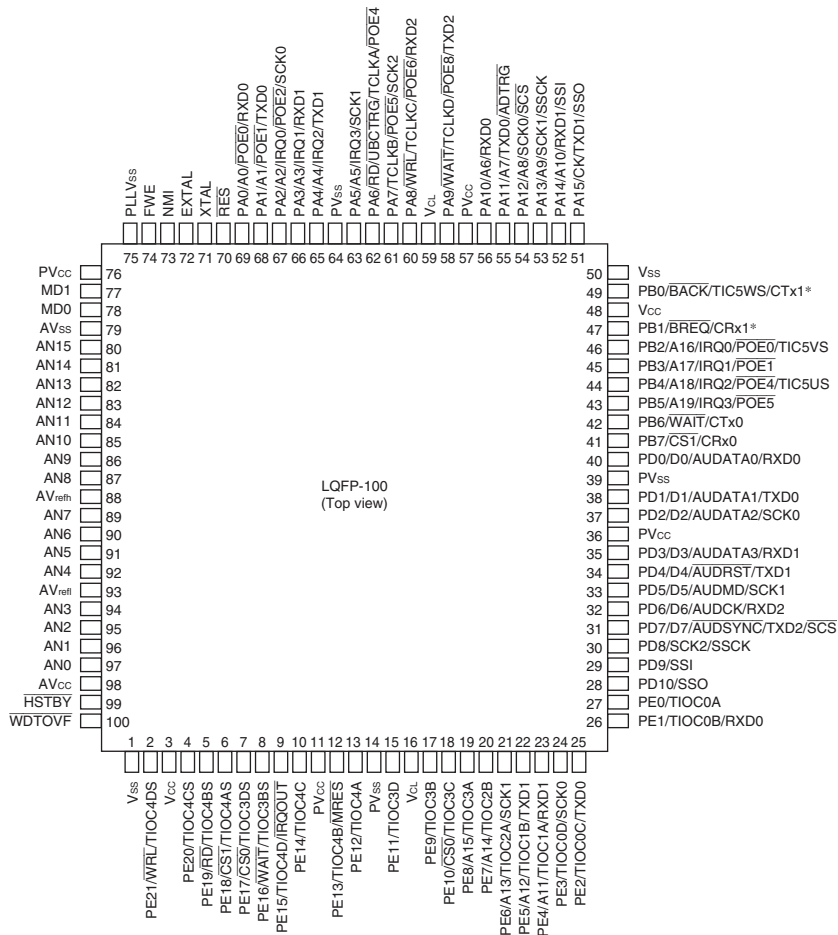 PLLVss
FWE
NMI
EXTAL
XTAL
RES
PA0/A0/POE0/RXD0
PA1/A1/POE1/TXD0
PA2/A2/IRQ0/POE2/SCK0
PA3/A3/IRQ1/RXD1
PA4/A4/IRQ2/TXD1
PVss
PA5/A5/IRQ3/SCK1
PA6/RD/UBCTRG/TCLKA/POE4
PA7/TCLKB/POE5/SCK2
PA8/WRL/TCLKC/POE6/RXD2
VCL
PA9/WAIT/TCLKD/POE8/TXD2
PVcc
PA10/A6/RXD0
PA11/A7/TXD0/ADTRG
PA12/A8/SCK0/SCS
PA13/A9/SCK1/SSCK
PA14/A10/RXD1/SSI
PA15/CK/TXD1/SSO
75 74 73 72 71 70 69 68 67 66 65 64 63 62 61 60 59 58 57 56 55 54 53 52 51
PVcc 76
MD1 77
MD0 78
AVss 79
AN15 80
AN14 81
AN13 82
AN12 83
AN11 84
AN10 85
AN9 86
AN8 87
AVrefh 88
AN7 89
AN6 90
AN5 91
AN4 92
AVrefl 93
AN3 94
AN2 95
AN1 96
AN0 97
AVcc 98
HSTBY 99
WDTOVF 100
LQFP-100
(Top view)
50 Vss
49 PB0/BACK/TIC5WS/CTx1*
48 Vcc
47 PB1/BREQ/CRx1*
46 PB2/A16/IRQ0/POE0/TIC5VS
45 PB3/A17/IRQ1/POE1
44 PB4/A18/IRQ2/POE4/TIC5US
43 PB5/A19/IRQ3/POE5
42 PB6/WAIT/CTx0
41 PB7/CS1/CRx0
40 PD0/D0/AUDATA0/RXD0
39 PVss
38 PD1/D1/AUDATA1/TXD0
37 PD2/D2/AUDATA2/SCK0
36 PVcc
35 PD3/D3/AUDATA3/RXD1
34 PD4/D4/AUDRST/TXD1
33 PD5/D5/AUDMD/SCK1
32 PD6/D6/AUDCK/RXD2
31 PD7/D7/AUDSYNC/TXD2/SCS
30 PD8/SCK2/SSCK
29 PD9/SSI
28 PD10/SSO
27 PE0/TIOC0A
26 PE1/TIOC0B/RXD0
1 2 3 4 5 6 7 8 9 10 11 12 13 14 15 16 17 18 19 20 21 22 23 24 25
Vss
PE21/WRL/TIOC4DS
Vcc
PE20/TIOC4CS
PE19/RD/TIOC4BS
PE18/CS1/TIOC4AS
PE17/CS0/TIOC3DS
PE16/WAIT/TIOC3BS
PE15/TIOC4D/IRQOUT
PE14/TIOC4C
PVcc
PE13/TIOC4B/MRES
PE12/TIOC4A
PVss
PE11/TIOC3D
VCL
PE9/TIOC3B
PE10/CS0/TIOC3C
PE8/A15/TIOC3A
PE7/A14/TIOC2B
PE6/A13/TIOC2A/SCK1
PE5/A12/TIOC1B/TXD1
PE4/A11/TIOC1A/RXD1
PE3/TIOC0D/SCK0
PE2/TIOC0C/TXD0